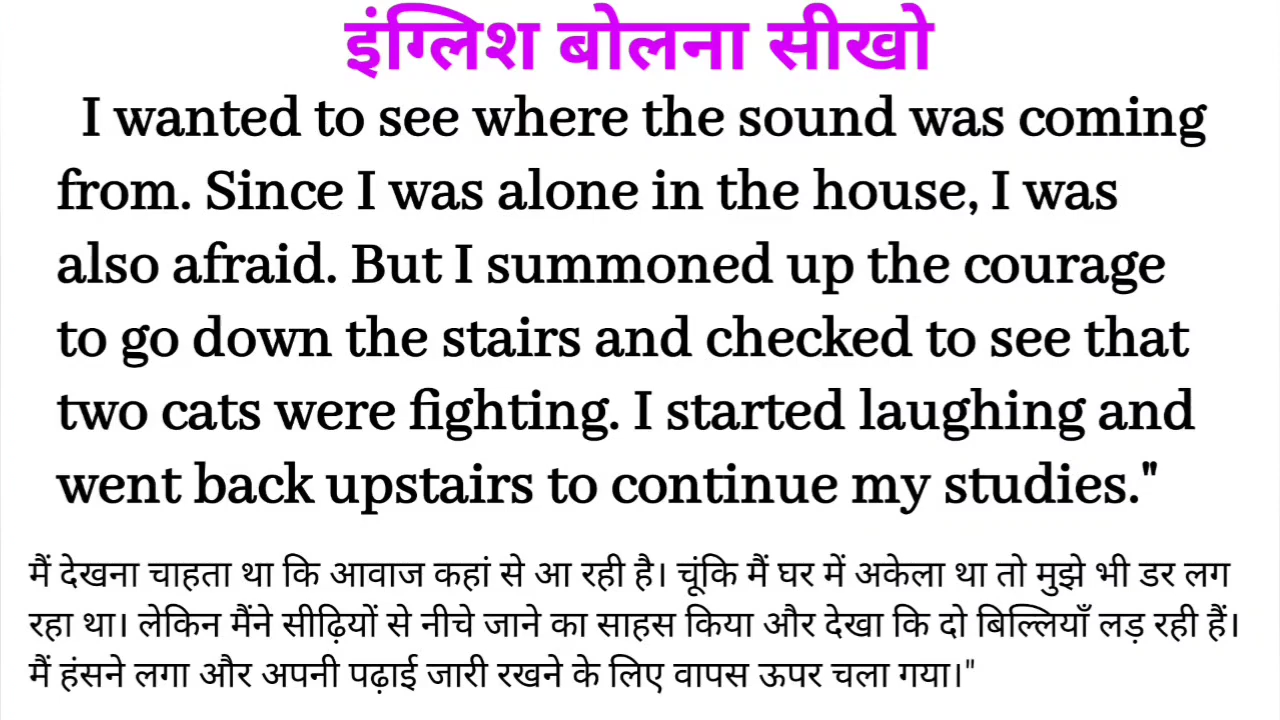 इंग्लिश बोलना सीखो
I wanted to see where the sound was coming
from. Since I was alone in the house, I was
also afraid. But I summoned up the courage
to go down the stairs and checked to see that
two cats were fighting. I started laughing and
went back upstairs to continue my studies."
मैं देखना चाहता था कि आवाज कहां से आ रही है। चूंकि मैं घर में अकेला था तो मुझे भी डर लग
रहा था। लेकिन मैंने सीढ़ियों से नीचे जाने का साहस किया और देखा कि दो बिल्लियाँ लड़ रही हैं।
मैं हंसने लगा और अपनी पढ़ाई जारी रखने के लिए वापस ऊपर चला गया।"